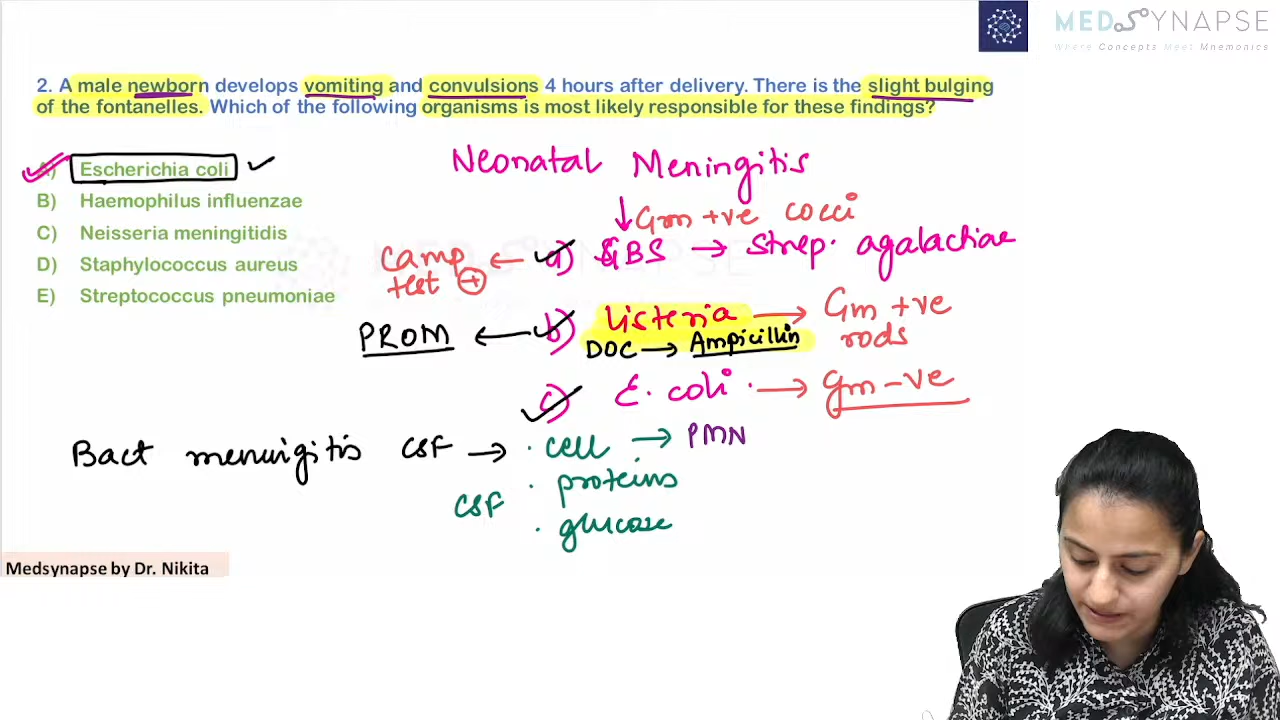 MEDSYNAPSE
Where Concepts Meet Mnemonics
2. A male newborn develops vomiting and convulsions 4 hours after delivery. There is the slight bulging
of the fontanelles. Which of the following organisms is most likely responsible for these findings?
A) Escherichia coli
B) Haemophilus influenzae
C) Neisseria meningitidis
D) Staphylococcus aureus
E) Streptococcus pneumoniae
Neonatal Meningitis
Gm +ve cocci
camp test + ← a) GBS → Strep. agalactiae
PROM ← b) Listeria → Gm +ve rods
DOC → Ampicillin
c) E. coli → Gm -ve
Bact meningitis CSF → · cell → PMN
CSF · proteins
· glucose
Medsynapse by Dr. Nikita